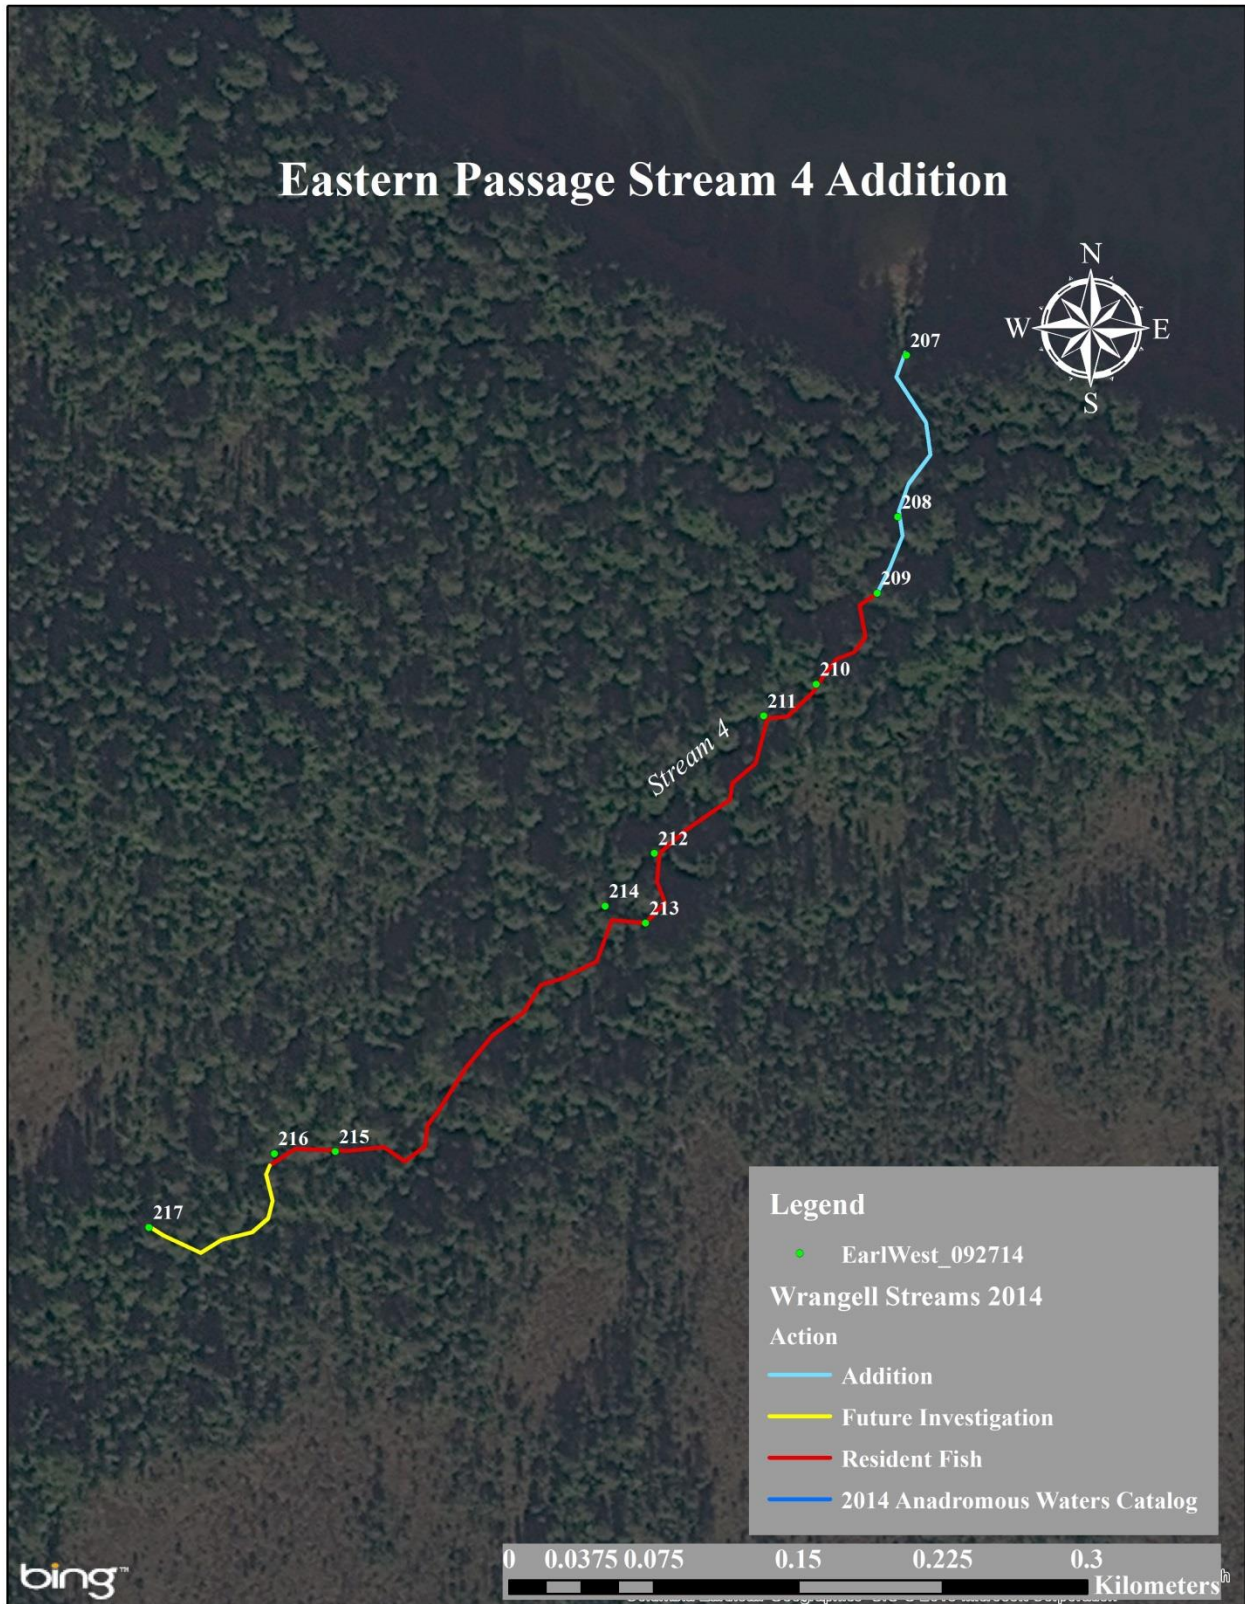 Eastern Passage Stream 4 Addition
N
W E
S
207
208
209
210
211
Stream 4
212
214
213
216
215
217
Legend
EarlWest_092714
Wrangell Streams 2014
Action
Addition
Future Investigation
Resident Fish
2014 Anadromous Waters Catalog
0 0.0375 0.075 0.15 0.225 0.3
Kilometers
bing™